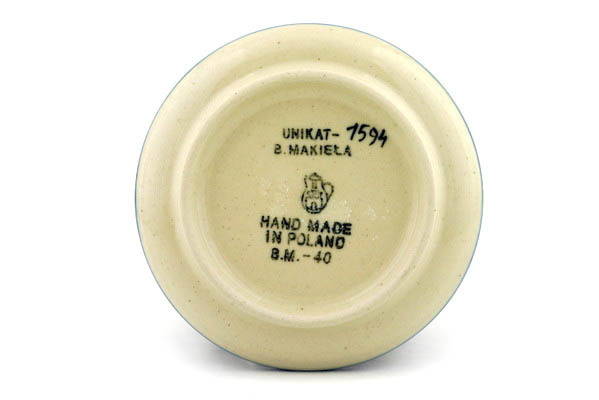 UNIKAT-1594
B. MAKIEŁA
HAND MADE
IN POLAND
B.M.-40